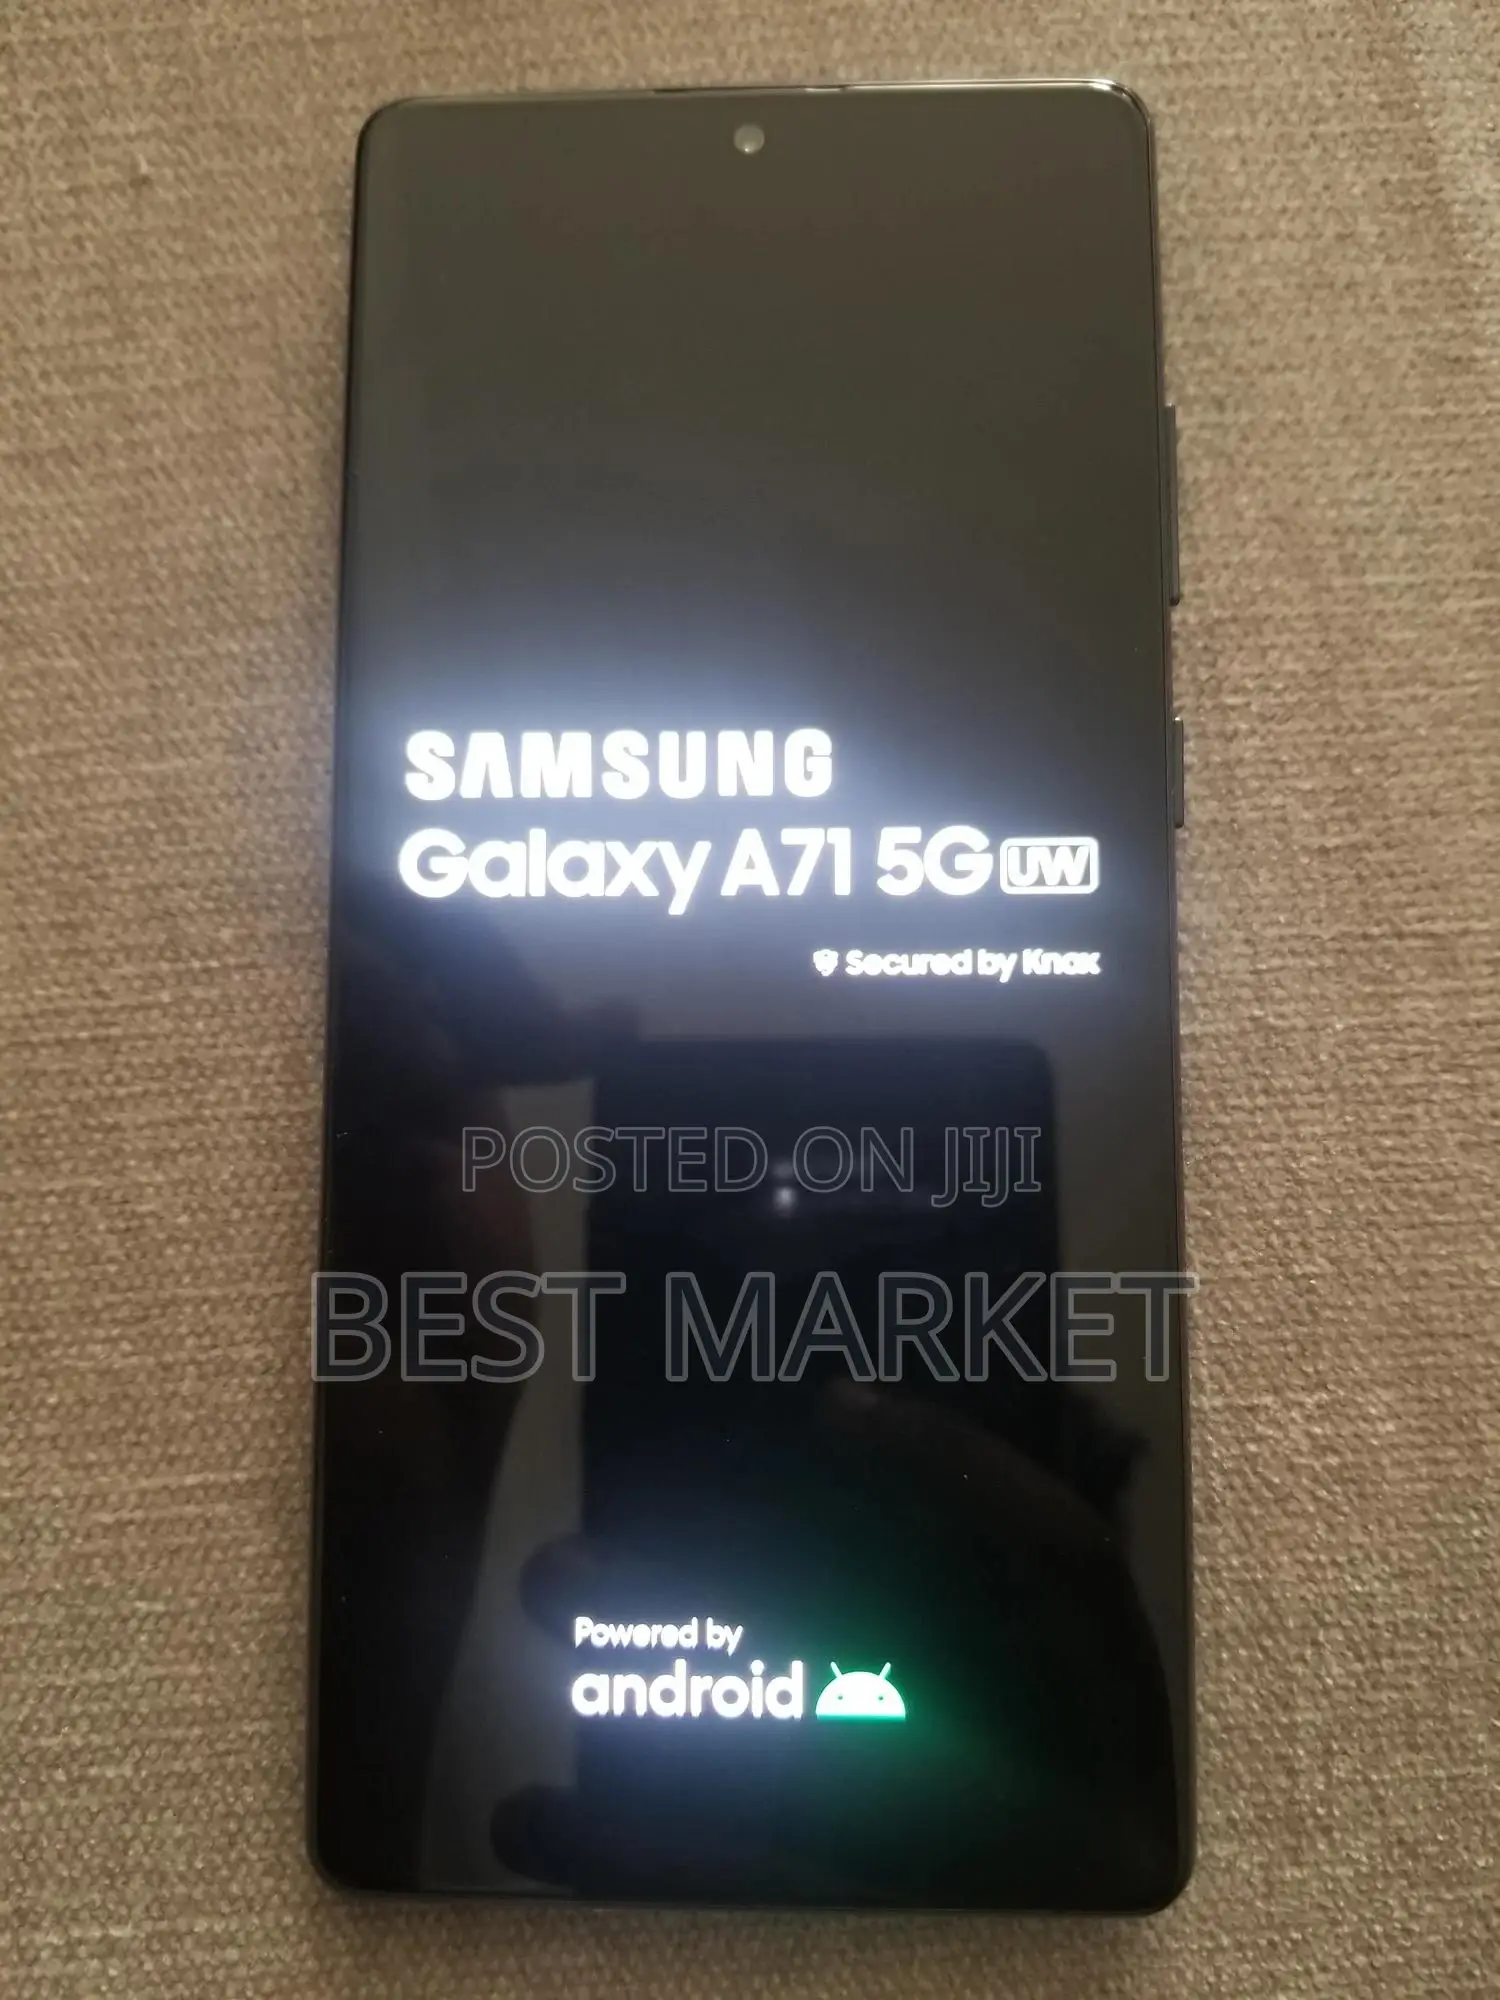 SAMSUNG
Galaxy A71 5G UW
Secured by Knox
POSTED ON JIJI
BEST MARKET
Powered by
android